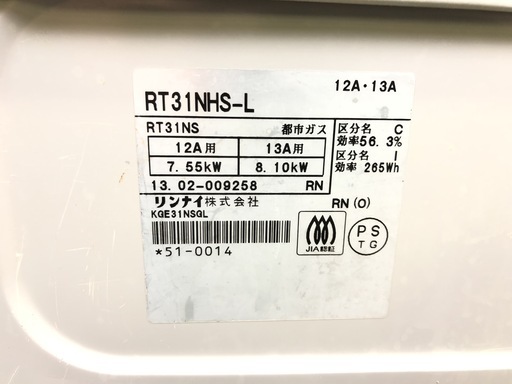 12A・13A
RT31NHS-L
RT31NS 都市ガス
12A用 13A用
7.55kW 8.10kW
区分名 C
効率56.3%
区分名 I
効率 265Wh
13.02-009258 RN
リンナイ株式会社 RN (O)
KGE31NSGL
*51-0014
JIA認証
PS
TG